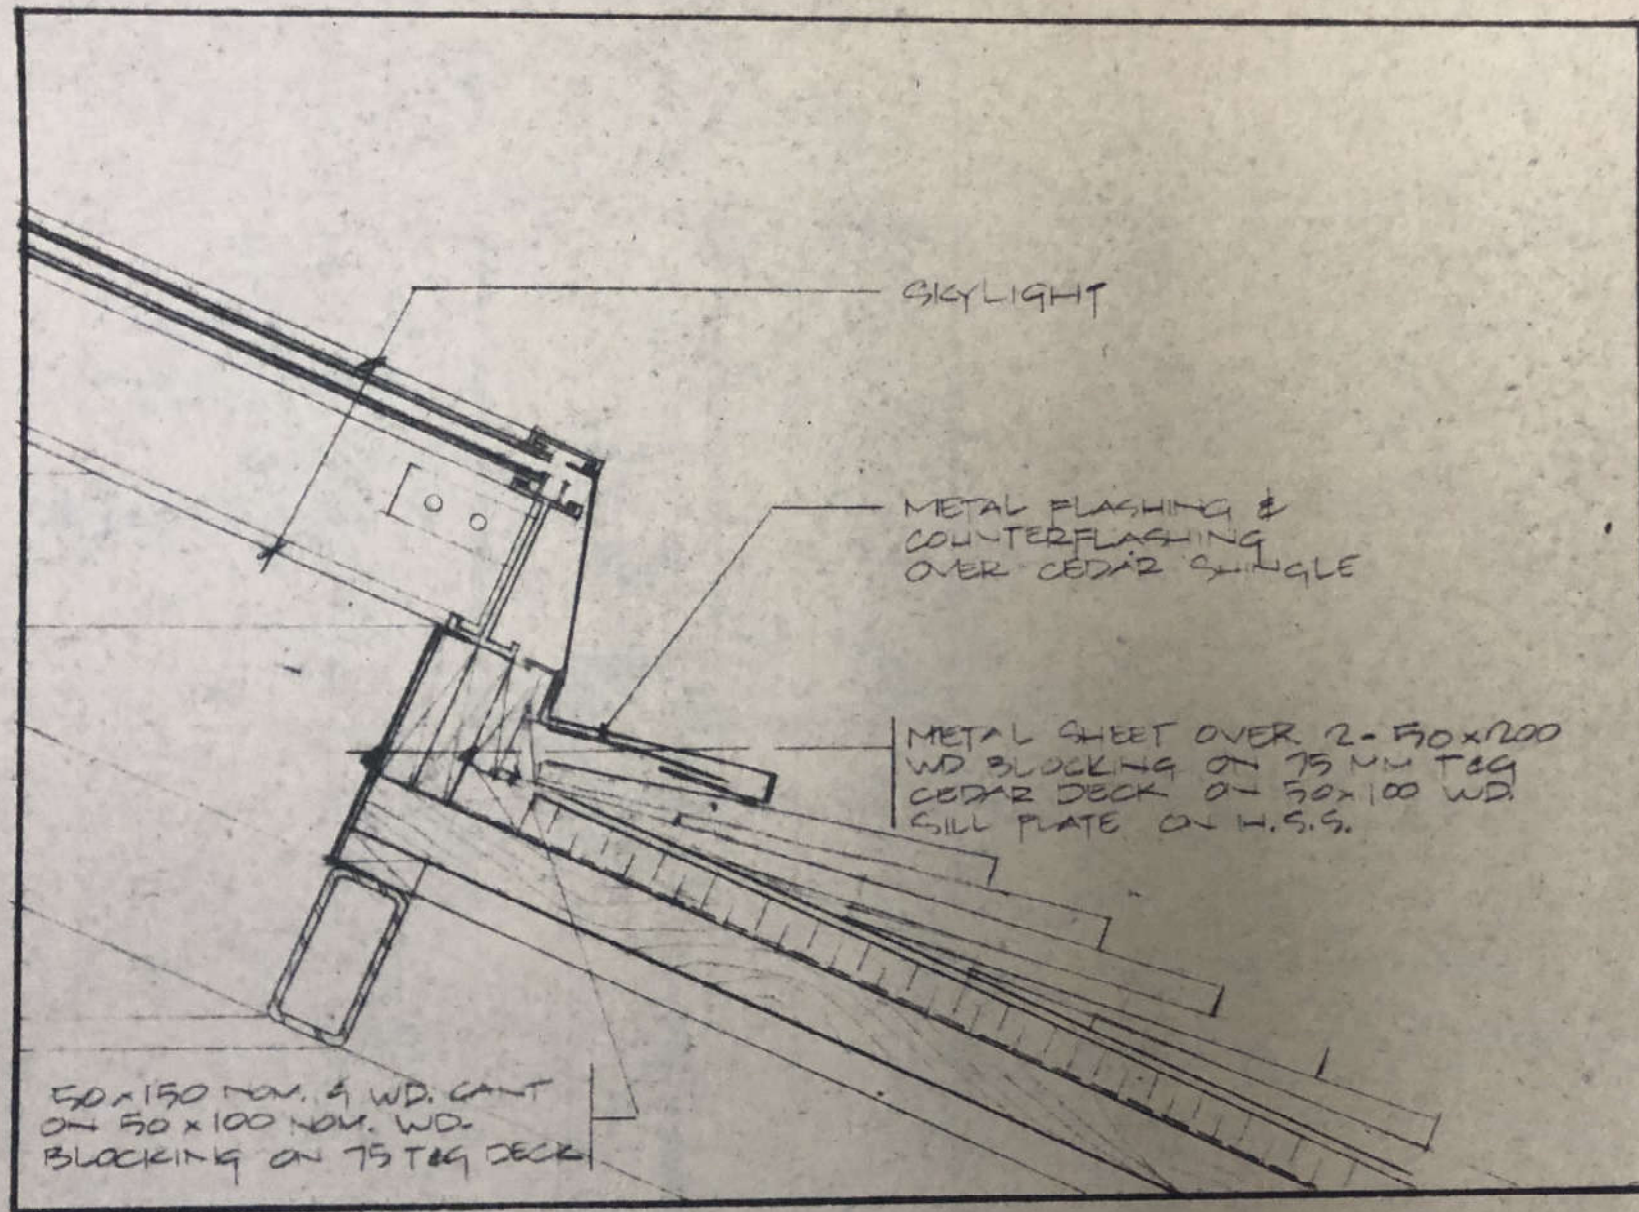 SKYLIGHT
METAL FLASHING &
COUNTERFLASHING
OVER CEDAR SHINGLE
METAL SHEET OVER 2-50x200
WD BLOCKING ON 75 MM T&G
CEDAR DECK ON 50x100 WD.
SILL PLATE ON H.S.S.
50x150 NOM. WD. CANT
ON 50x100 NOM. WD.
BLOCKING ON 75 T&G DECK